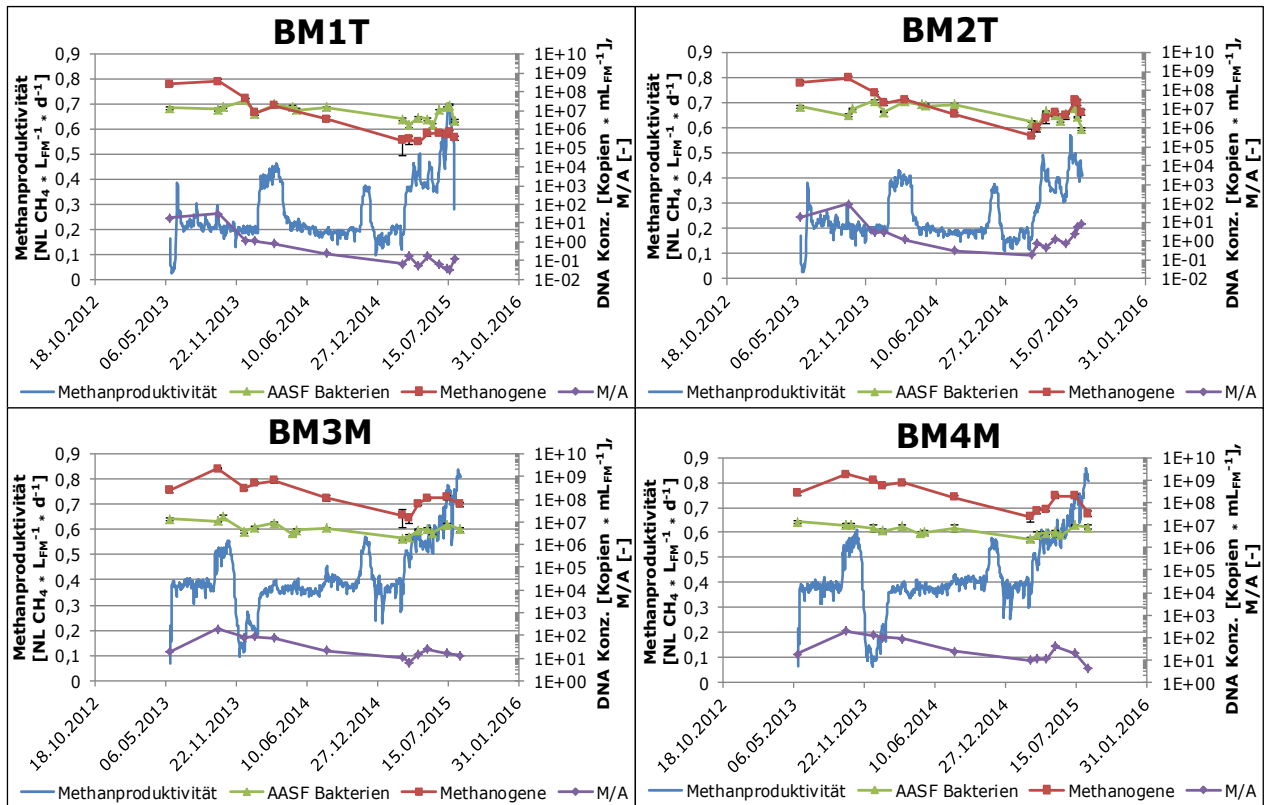 BM1T
Methanproduktivität
[NL CH₄ * L_FM⁻¹ * d⁻¹]
0,9
0,8
0,7
0,6
0,5
0,4
0,3
0,2
0,1
0
1E+10
1E+09
1E+08
1E+07
1E+06
1E+05
1E+04
1E+03
1E+02
1E+01
1E+00
1E-01
1E-02
DNA Konz. [Kopien * mL_FM⁻¹],
M/A [-]
18.10.2012
06.05.2013
22.11.2013
10.06.2014
27.12.2014
15.07.2015
31.01.2016
Methanproduktivität AASF Bakterien Methanogene M/A
BM2T
Methanproduktivität
[NL CH₄ * L_FM⁻¹ * d⁻¹]
0,9
0,8
0,7
0,6
0,5
0,4
0,3
0,2
0,1
0
1E+10
1E+09
1E+08
1E+07
1E+06
1E+05
1E+04
1E+03
1E+02
1E+01
1E+00
1E-01
1E-02
DNA Konz. [Kopien * mL_FM⁻¹],
M/A [-]
18.10.2012
06.05.2013
22.11.2013
10.06.2014
27.12.2014
15.07.2015
31.01.2016
Methanproduktivität AASF Bakterien Methanogene M/A
BM3M
Methanproduktivität
[NL CH₄ * L_FM⁻¹ * d⁻¹]
0,9
0,8
0,7
0,6
0,5
0,4
0,3
0,2
0,1
0
1E+10
1E+09
1E+08
1E+07
1E+06
1E+05
1E+04
1E+03
1E+02
1E+01
1E+00
DNA Konz. [Kopien * mL_FM⁻¹],
M/A [-]
18.10.2012
06.05.2013
22.11.2013
10.06.2014
27.12.2014
15.07.2015
31.01.2016
Methanproduktivität AASF Bakterien Methanogene M/A
BM4M
Methanproduktivität
[NL CH₄ * L_FM⁻¹ * d⁻¹]
0,9
0,8
0,7
0,6
0,5
0,4
0,3
0,2
0,1
0
1E+10
1E+09
1E+08
1E+07
1E+06
1E+05
1E+04
1E+03
1E+02
1E+01
1E+00
DNA Konz. [Kopien * mL_FM⁻¹],
M/A [-]
18.10.2012
06.05.2013
22.11.2013
10.06.2014
27.12.2014
15.07.2015
31.01.2016
Methanproduktivität AASF Bakterien Methanogene M/A